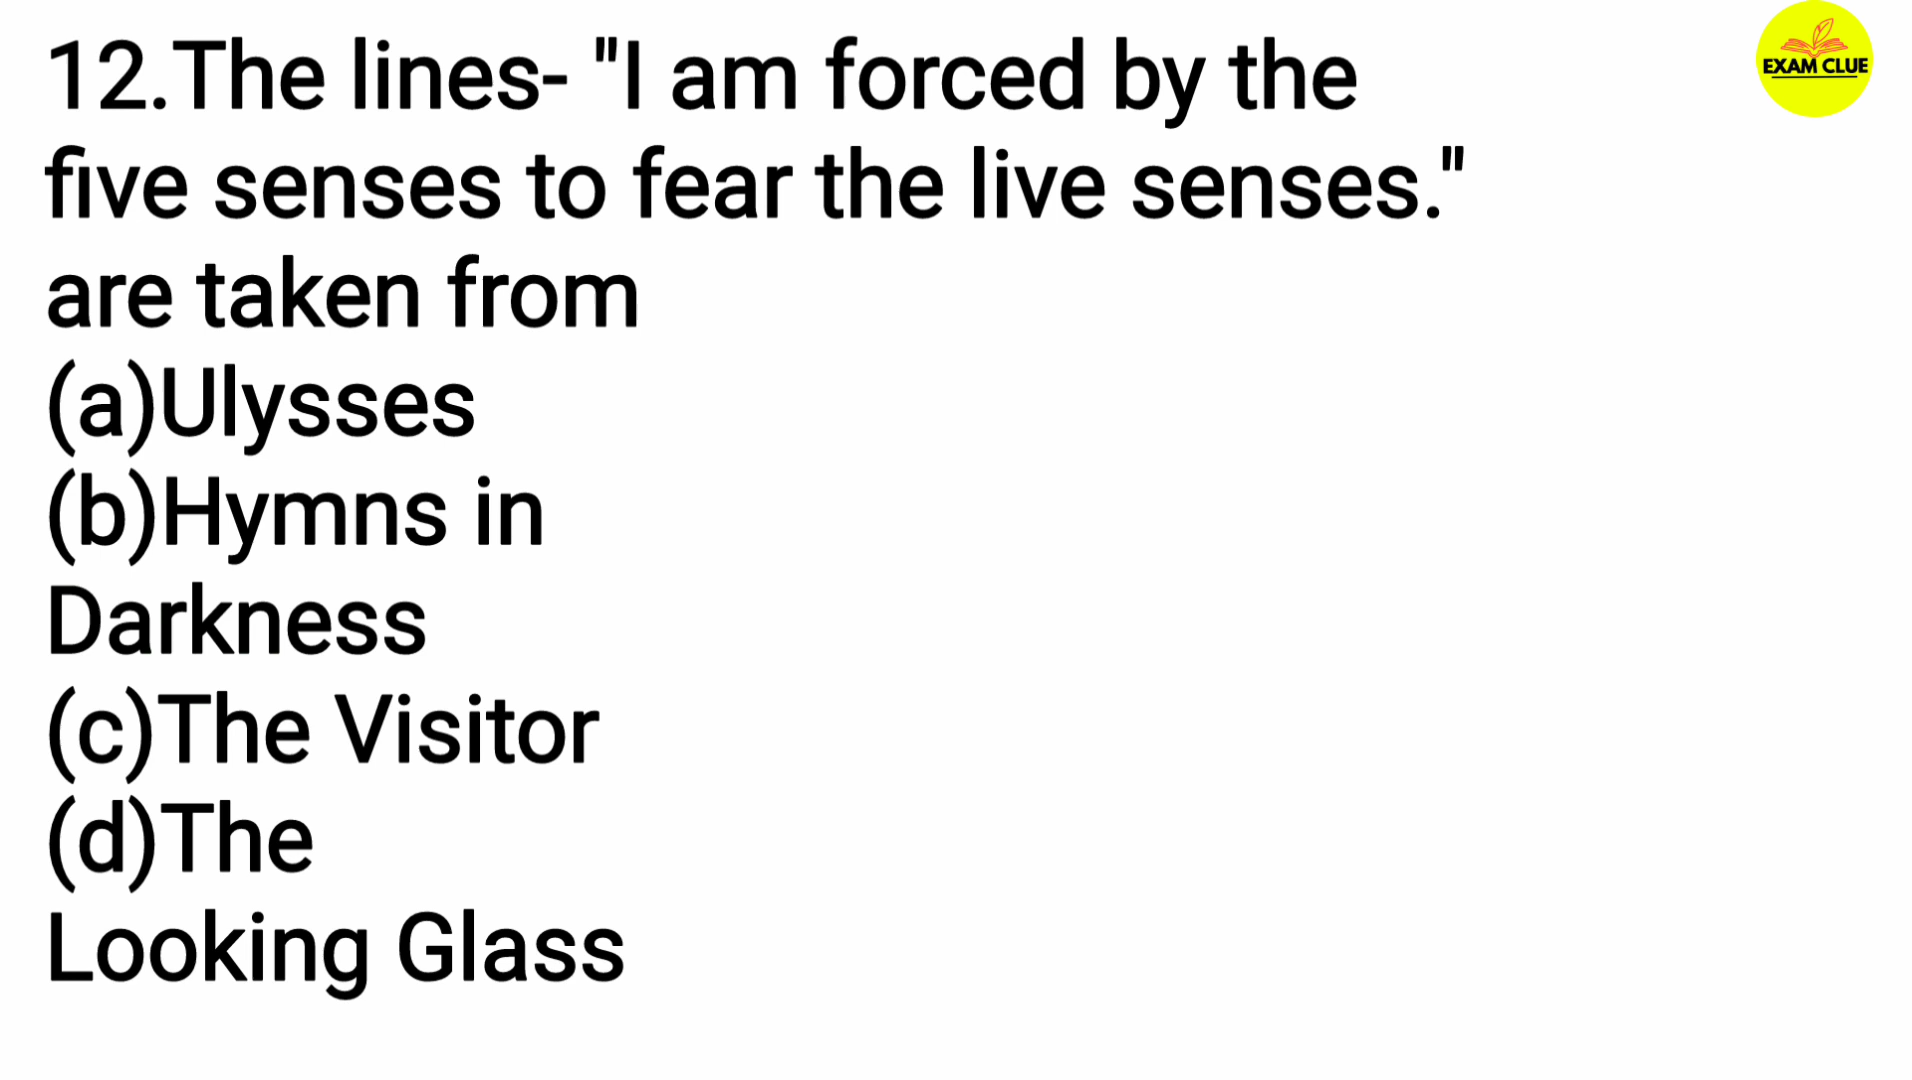 12.The lines- "I am forced by the
five senses to fear the live senses."
are taken from
(a)Ulysses
(b)Hymns in
Darkness
(c)The Visitor
(d)The
Looking Glass
EXAM CLUE